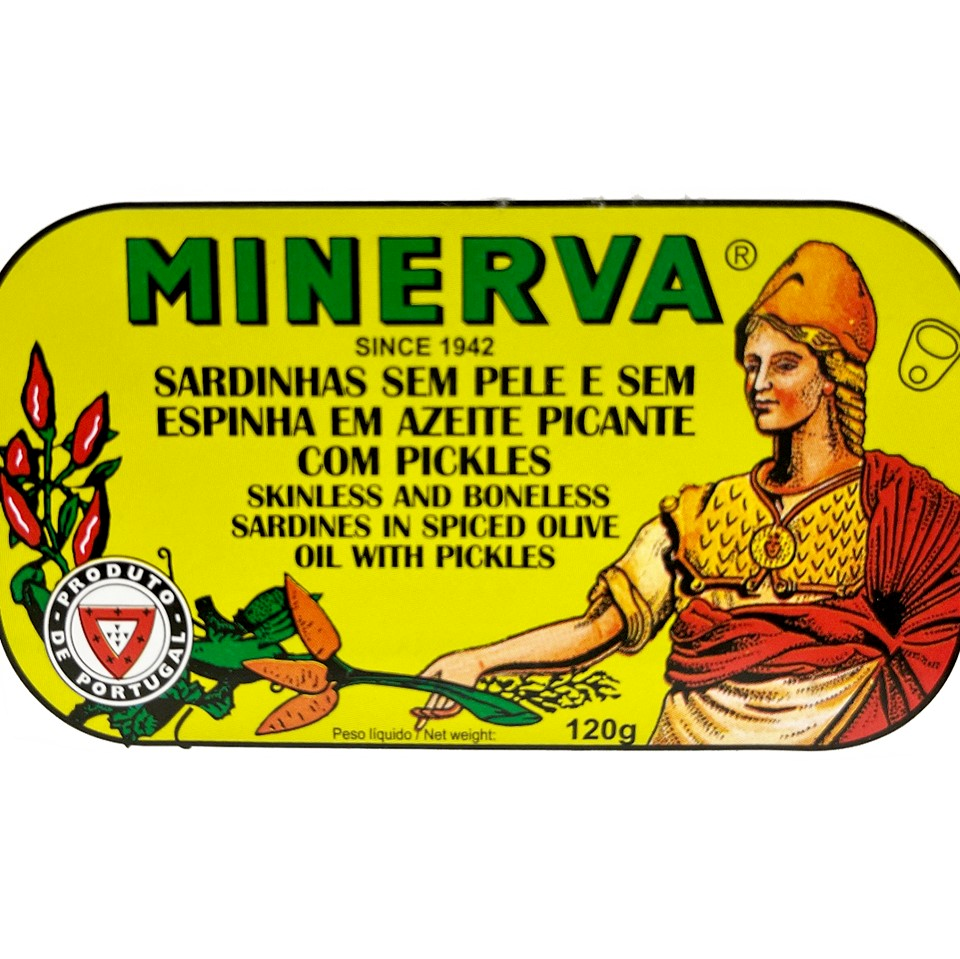 MINERVA®
SINCE 1942
SARDINHAS SEM PELE E SEM
ESPINHA EM AZEITE PICANTE
COM PICKLES
SKINLESS AND BONELESS
SARDINES IN SPICED OLIVE
OIL WITH PICKLES
PRODUTO
DE PORTUGAL
Peso líquido / Net weight: 120g